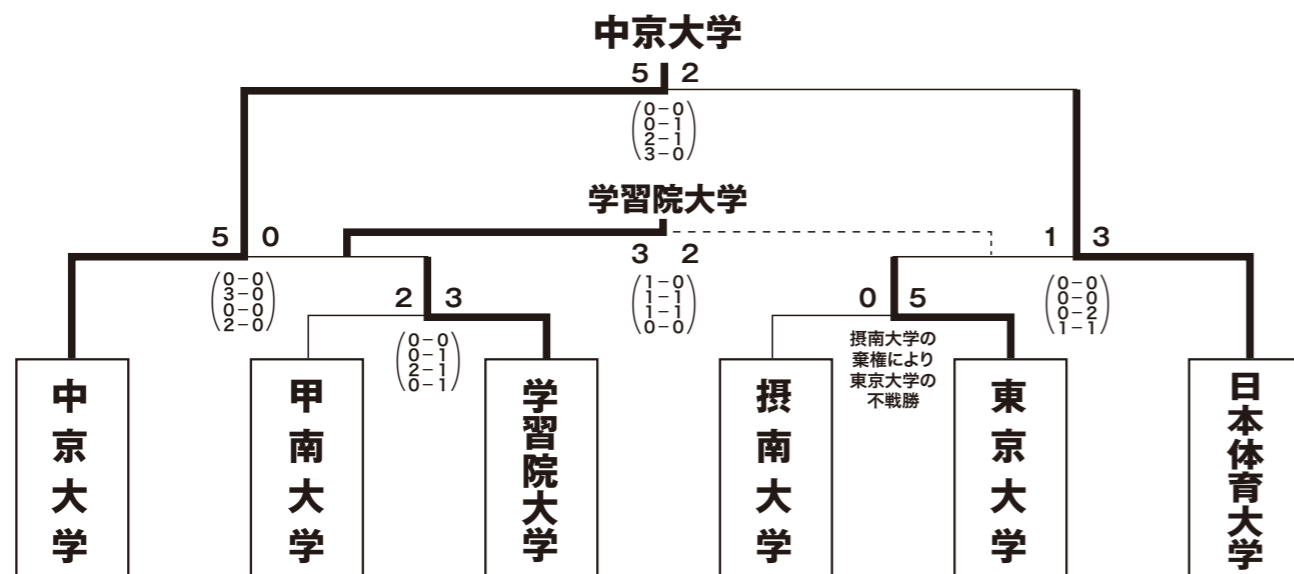 中京大学
5 2
(0-0
0-1
2-1
3-0)
学習院大学
5 0
3 2
1 3
(0-0
3-0
0-0
2-0)
(1-0
1-1
1-1
0-0)
(0-0
0-0
0-2
1-1)
2 3
(0-0
0-1
2-1
0-1)
0 5
摂南大学の
棄権により
東京大学の
不戦勝
中京大学
甲南大学
学習院大学
摂南大学
東京大学
日本体育大学